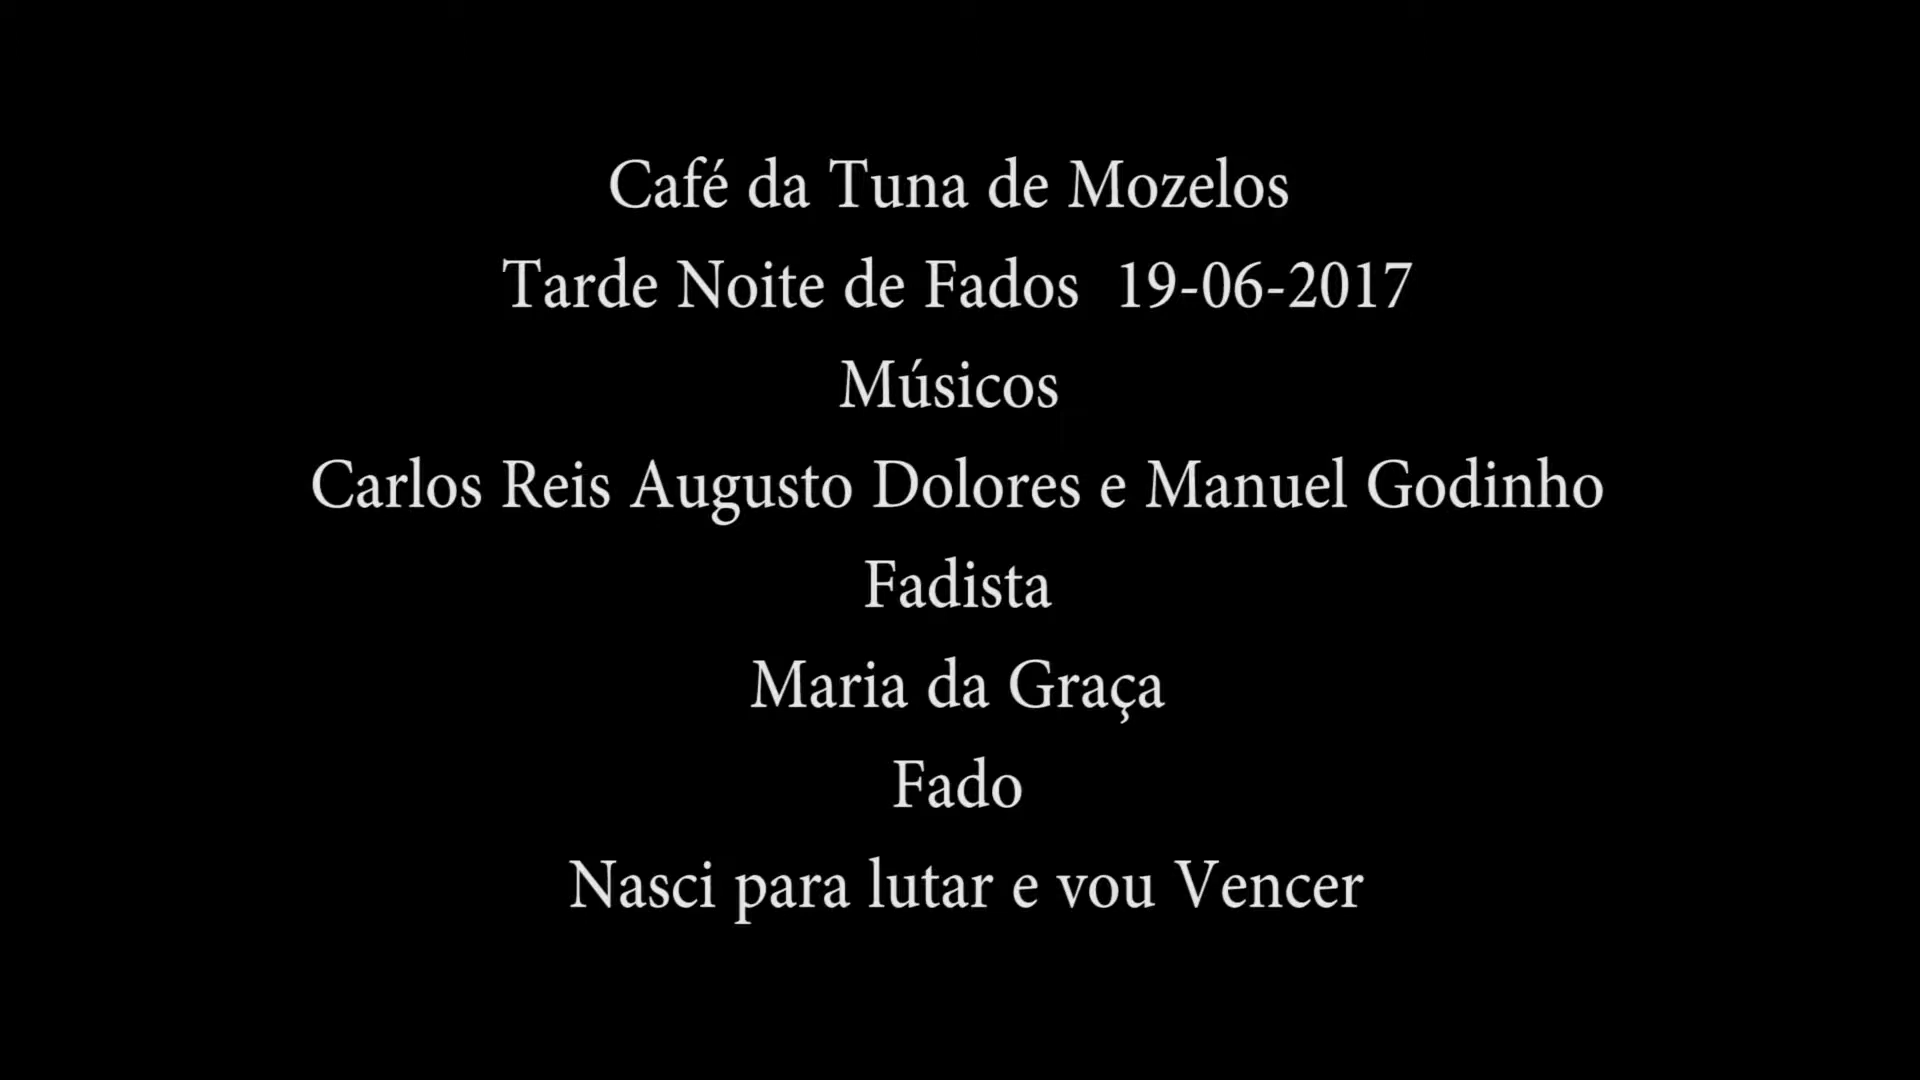 Café da Tuna de Mozelos
Tarde Noite de Fados  19-06-2017
Músicos
Carlos Reis Augusto Dolores e Manuel Godinho
Fadista
Maria da Graça
Fado
Nasci para lutar e vou Vencer